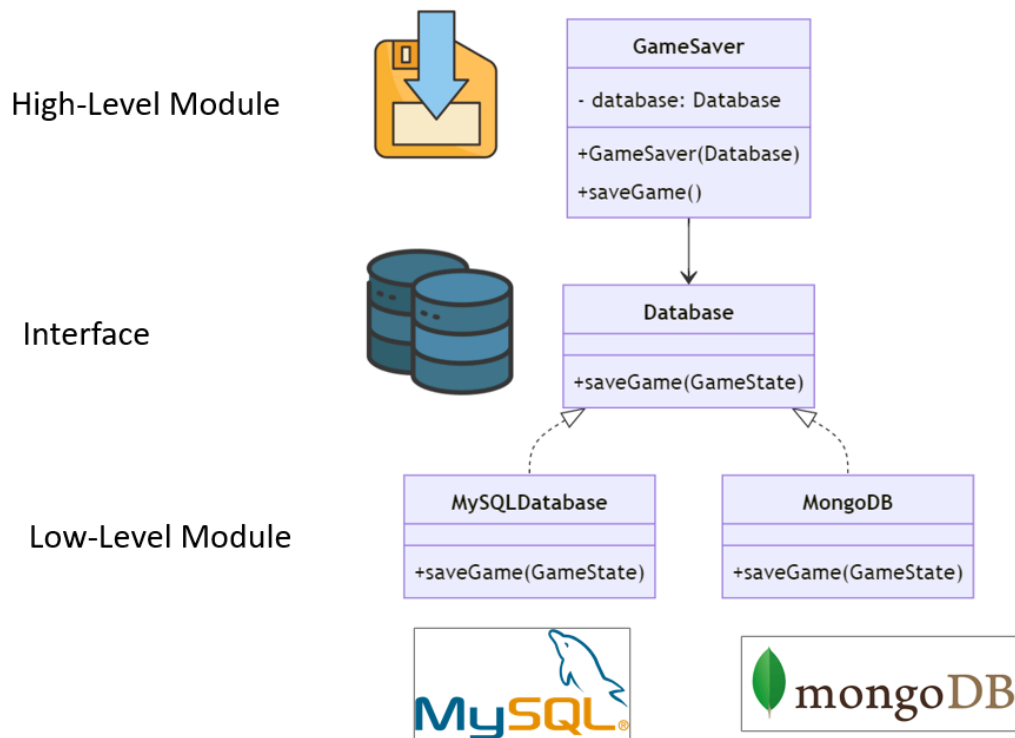 High-Level Module
GameSaver
- database: Database
+GameSaver(Database)
+saveGame()
Interface
Database
+saveGame(GameState)
Low-Level Module
MySQLDatabase
+saveGame(GameState)
MongoDB
+saveGame(GameState)
MySQL®
mongoDB